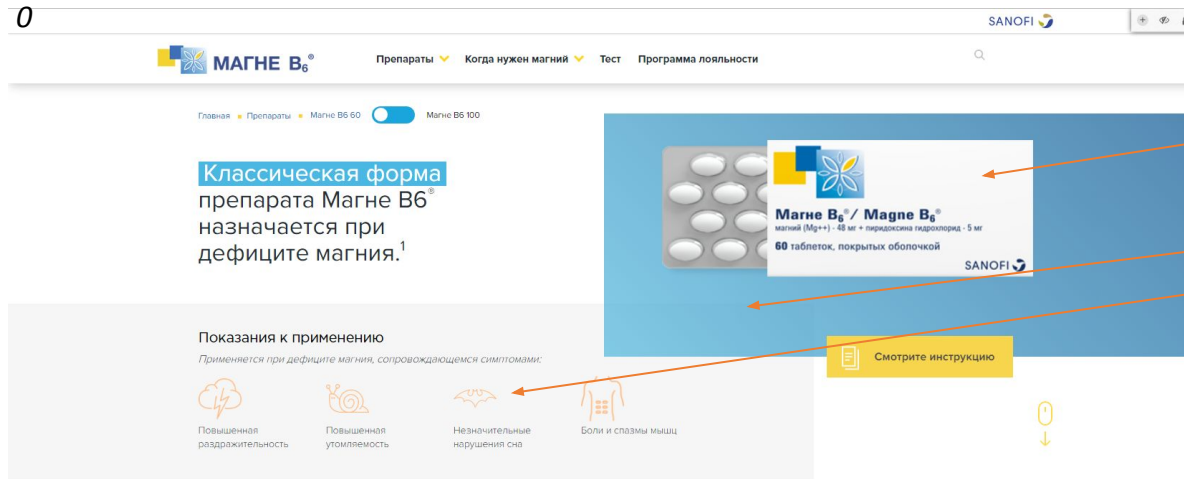 0
SANOFI
МАГНЕ B6®
Препараты Когда нужен магний Тест Программа лояльности
Главная Препараты Магне B6 60 Магне B6 100
Классическая форма
препарата Магне B6®
назначается при
дефиците магния.¹
Магне B6®/ Magne B6®
магний (Mg++) - 48 мг + пиридоксина гидрохлорид - 5 мг
60 таблеток, покрытых оболочкой
SANOFI
Показания к применению
Применяется при дефиците магния, сопровождающемся симптомами:
Смотрите инструкцию
Повышенная
раздражительность
Повышенная
утомляемость
Незначительные
нарушения сна
Боли и спазмы мышц